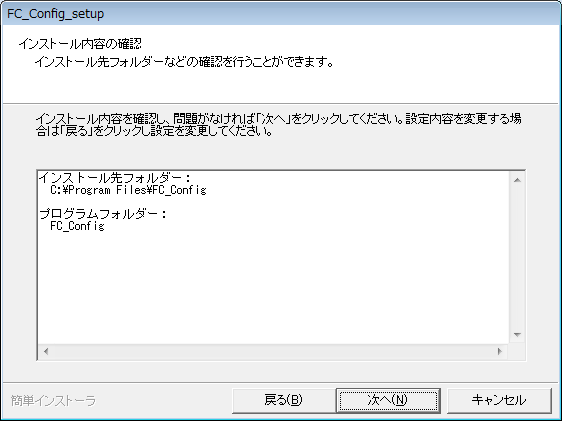 FC_Config_setup
インストール内容の確認
インストール先フォルダーなどの確認を行うことができます。
インストール内容を確認し、問題がなければ「次へ」をクリックしてください。設定内容を変更する場
合は「戻る」をクリックし設定を変更してください。
インストール先フォルダー：
C:¥Program Files¥FC_Config
プログラムフォルダー：
FC_Config
簡単インストーラ
戻る(B)
次へ(N)
キャンセル